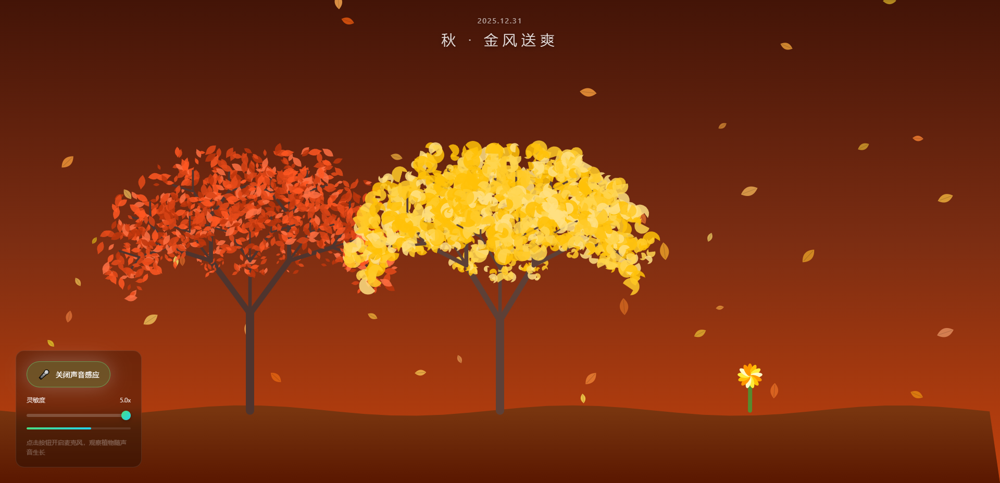 2025.12.31
秋 · 金风送爽
关闭声音感应
灵敏度
5.0x
点击按钮开启麦克风，观察植物随声
音生长